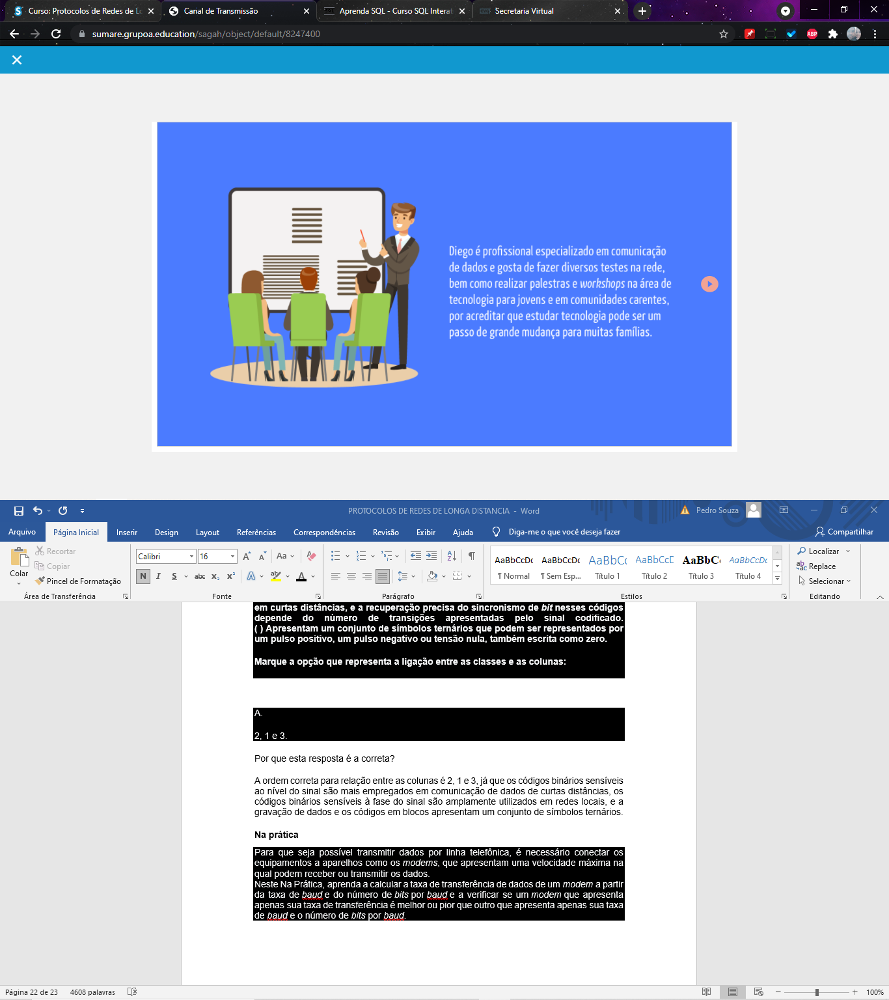 Curso: Protocolos de Redes de Lo
Canal de Transmissão
Aprenda SQL - Curso SQL Interat
Secretaria Virtual
sumare.grupoa.education/sagah/object/default/8247400
ABP
Diego é profissional especializado em comunicação
de dados e gosta de fazer diversos testes na rede,
bem como realizar palestras e workshops na área de
tecnologia para jovens e em comunidades carentes,
por acreditar que estudar tecnologia pode ser um
passo de grande mudança para muitas famílias.
PROTOCOLOS DE REDES DE LONGA DISTANCIA - Word
Pedro Souza
Arquivo Página Inicial Inserir Design Layout Referências Correspondências Revisão Exibir Ajuda Diga-me o que você deseja fazer Compartilhar
Colar
Recortar
Copiar
Pincel de Formatação
Área de Transferência
Calibri 16
Aa
N I S abc x₂ x²
A A
Fonte
Parágrafo
AaBbCcDc AaBbCcDc AaBbCc AaBbCcD AaBbCc AaBbCcDc
¶ Normal ¶ Sem Esp... Título 1 Título 2 Título 3 Título 4
Estilos
Localizar
Replace
Selecionar
Editando
em curtas distâncias, e a recuperação precisa do sincronismo de bit nesses códigos
depende do número de transições apresentadas pelo sinal codificado.
( ) Apresentam um conjunto de símbolos ternários que podem ser representados por
um pulso positivo, um pulso negativo ou tensão nula, também escrita como zero.
Marque a opção que representa a ligação entre as classes e as colunas:
A.
2, 1 e 3.
Por que esta resposta é a correta?
A ordem correta para relação entre as colunas é 2, 1 e 3, já que os códigos binários sensíveis
ao nível do sinal são mais empregados em comunicação de dados de curtas distâncias, os
códigos binários sensíveis à fase do sinal são amplamente utilizados em redes locais, e a
gravação de dados e os códigos em blocos apresentam um conjunto de símbolos ternários.
Na prática
Para que seja possível transmitir dados por linha telefônica, é necessário conectar os
equipamentos a aparelhos como os modems, que apresentam uma velocidade máxima na
qual podem receber ou transmitir os dados.
Neste Na Prática, aprenda a calcular a taxa de transferência de dados de um modem a partir
da taxa de baud e do número de bits por baud e a verificar se um modem que apresenta
apenas sua taxa de transferência é melhor ou pior que outro que apresenta apenas sua taxa
de baud e o número de bits por baud.
Página 22 de 23 4608 palavras
100%